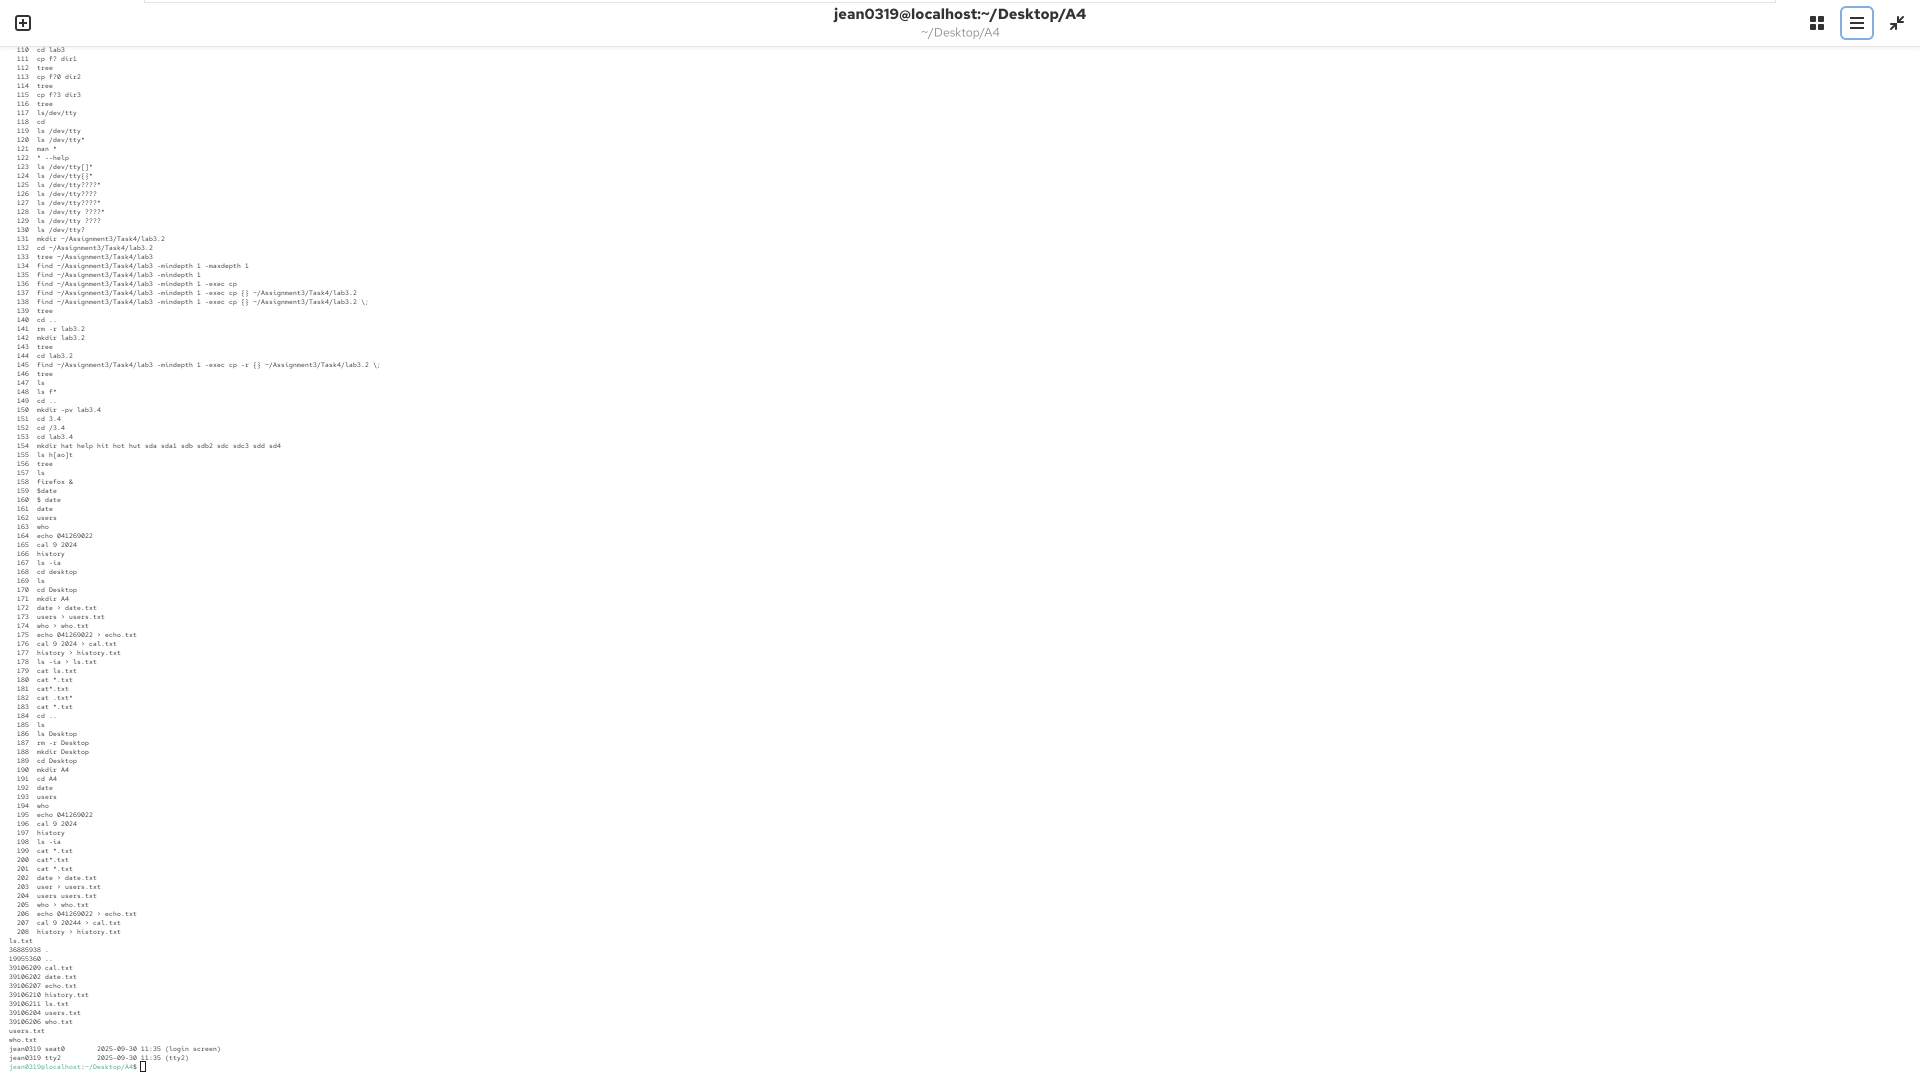 jean0319@localhost:~/Desktop/A4
~/Desktop/A4
110 cd lab3
111 cp f? dir1
112 tree
113 cp f?0 dir2
114 tree
115 cp f?3 dir3
116 tree
117 ls/dev/tty
118 cd
119 ls /dev/tty
120 ls /dev/tty*
121 man *
122 * --help
123 ls /dev/tty[]*
124 ls /dev/tty{}*
125 ls /dev/tty????*
126 ls /dev/tty????
127 ls /dev/tty????*
128 ls /dev/tty ????*
129 ls /dev/tty ????
130 ls /dev/tty?
131 mkdir ~/Assignment3/Task4/lab3.2
132 cd ~/Assignment3/Task4/lab3.2
133 tree ~/Assignment3/Task4/lab3
134 find ~/Assignment3/Task4/lab3 -mindepth 1 -maxdepth 1
135 find ~/Assignment3/Task4/lab3 -mindepth 1
136 find ~/Assignment3/Task4/lab3 -mindepth 1 -exec cp
137 find ~/Assignment3/Task4/lab3 -mindepth 1 -exec cp {} ~/Assignment3/Task4/lab3.2
138 find ~/Assignment3/Task4/lab3 -mindepth 1 -exec cp {} ~/Assignment3/Task4/lab3.2 \;
139 tree
140 cd ..
141 rm -r lab3.2
142 mkdir lab3.2
143 tree
144 cd lab3.2
145 find ~/Assignment3/Task4/lab3 -mindepth 1 -exec cp -r {} ~/Assignment3/Task4/lab3.2 \;
146 tree
147 ls
148 ls f*
149 cd ..
150 mkdir -pv lab3.4
151 cd 3.4
152 cd /3.4
153 cd lab3.4
154 mkdir hat help hit hot hut sda sda1 sdb sdb2 sdc sdc3 sdd sd4
155 ls h[ao]t
156 tree
157 ls
158 firefox &
159 $date
160 $ date
161 date
162 users
163 who
164 echo 041269022
165 cal 9 2024
166 history
167 ls -ia
168 cd desktop
169 ls
170 cd Desktop
171 mkdir A4
172 date > date.txt
173 users > users.txt
174 who > who.txt
175 echo 041269022 > echo.txt
176 cal 9 2024 > cal.txt
177 history > history.txt
178 ls -ia > ls.txt
179 cat ls.txt
180 cat *.txt
181 cat*.txt
182 cat .txt*
183 cat *.txt
184 cd ..
185 ls
186 ls Desktop
187 rm -r Desktop
188 mkdir Desktop
189 cd Desktop
190 mkdir A4
191 cd A4
192 date
193 users
194 who
195 echo 041269022
196 cal 9 2024
197 history
198 ls -ia
199 cat *.txt
200 cat*.txt
201 cat *.txt
202 date > date.txt
203 user > users.txt
204 users users.txt
205 who > who.txt
206 echo 041269022 > echo.txt
207 cal 9 20244 > cal.txt
208 history > history.txt
ls.txt
36885938 .
19955360 ..
39106209 cal.txt
39106202 date.txt
39106207 echo.txt
39106210 history.txt
39106211 ls.txt
39106204 users.txt
39106206 who.txt
users.txt
who.txt
jean0319 seat0 2025-09-30 11:35 (login screen)
jean0319 tty2 2025-09-30 11:35 (tty2)
jean0319@localhost:~/Desktop/A4$